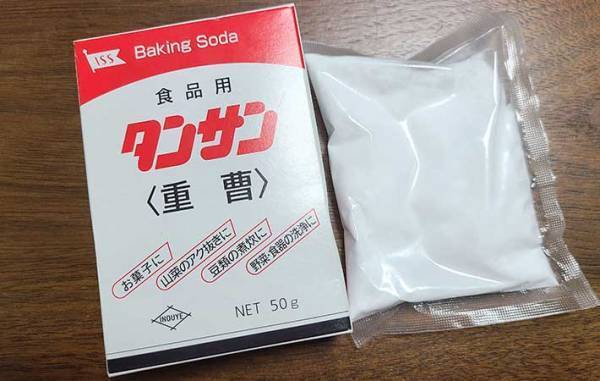 ISS
Baking Soda
食品用
タンサン
〈重曹〉
お菓子に
山菜のアク抜きに
豆類の煮炊に
野菜・食器の洗浄に
INOUYE
NET 50g